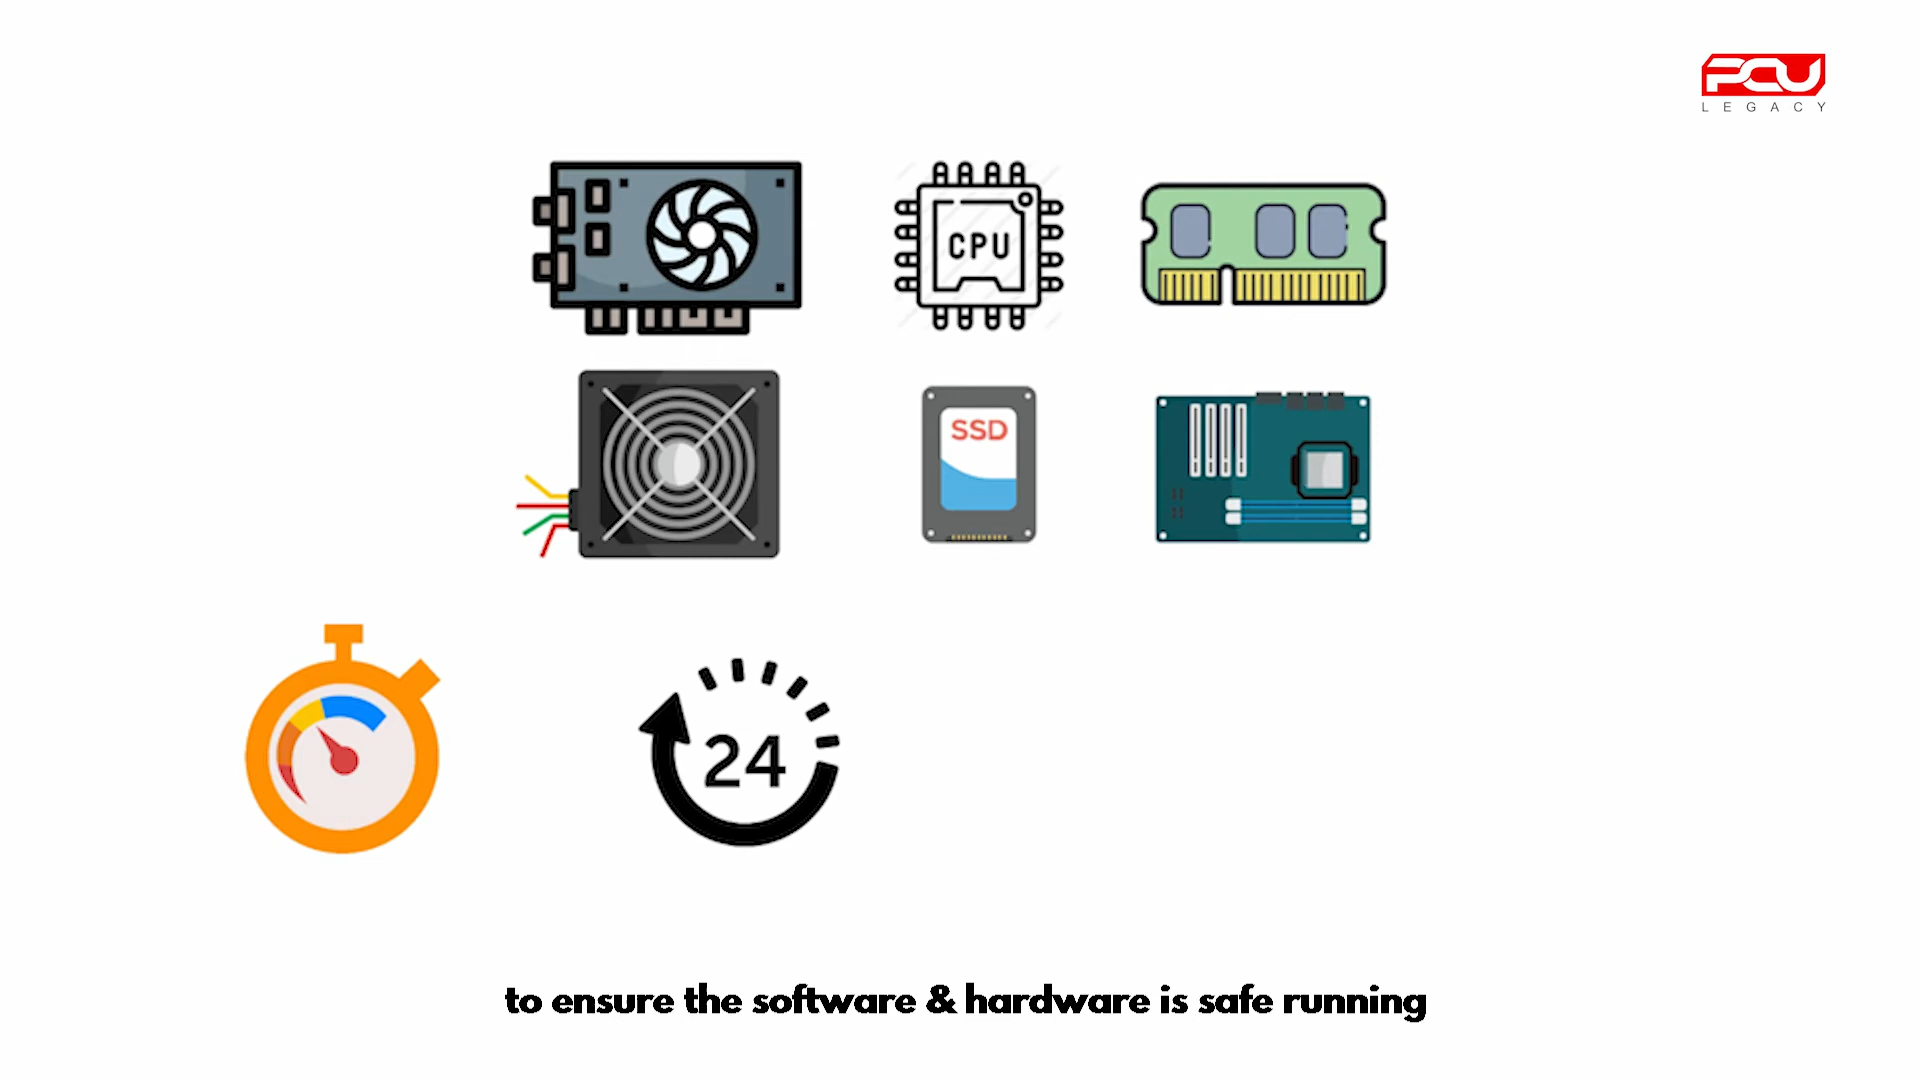 PCU
LEGACY
CPU
SSD
24
to ensure the software & hardware is safe running